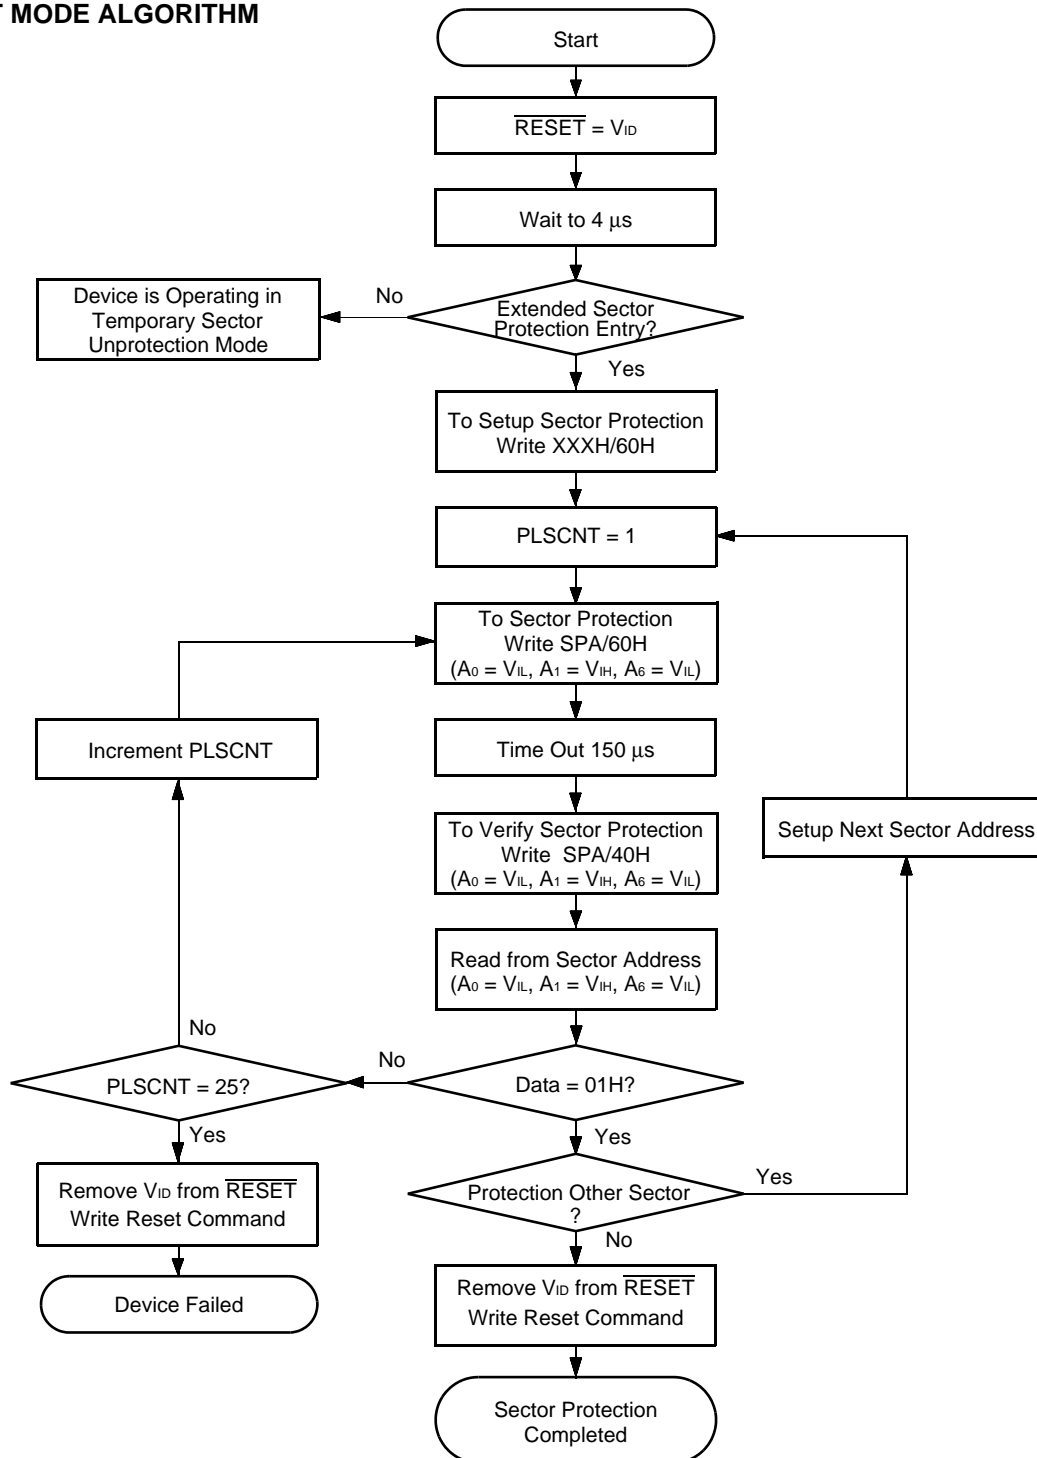 T MODE ALGORITHM
Start
RESET = VID
Wait to 4 μs
Device is Operating in
Temporary Sector
Unprotection Mode
No
Extended Sector
Protection Entry?
Yes
To Setup Sector Protection
Write XXXH/60H
PLSCNT = 1
To Sector Protection
Write SPA/60H
(A0 = VIL, A1 = VIH, A6 = VIL)
Increment PLSCNT
Time Out 150 μs
To Verify Sector Protection
Write SPA/40H
(A0 = VIL, A1 = VIH, A6 = VIL)
Setup Next Sector Address
Read from Sector Address
(A0 = VIL, A1 = VIH, A6 = VIL)
No
PLSCNT = 25?
No
Data = 01H?
Yes
Yes
Remove VID from RESET
Write Reset Command
Protection Other Sector
?
Yes
No
Device Failed
Remove VID from RESET
Write Reset Command
Sector Protection
Completed